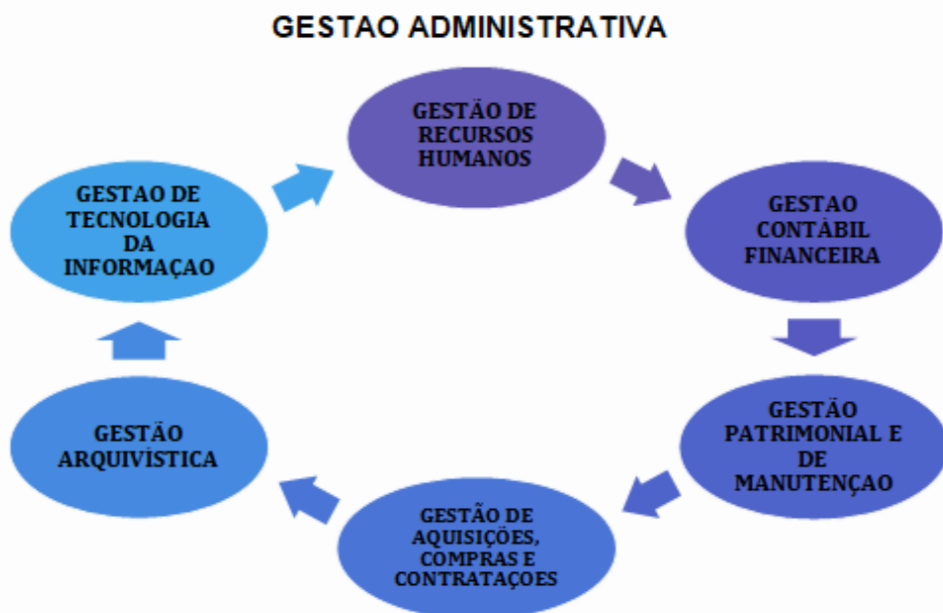 GESTAO ADMINISTRATIVA
GESTÃO DE
RECURSOS
HUMANOS
GESTAO
CONTÁBIL
FINANCEIRA
GESTÃO
PATRIMONIAL E
DE
MANUTENÇAO
GESTÃO DE
AQUISIÇÕES,
COMPRAS E
CONTRATAÇOES
GESTÃO
ARQUIVÍSTICA
GESTAO DE
TECNOLOGIA
DA
INFORMAÇAO